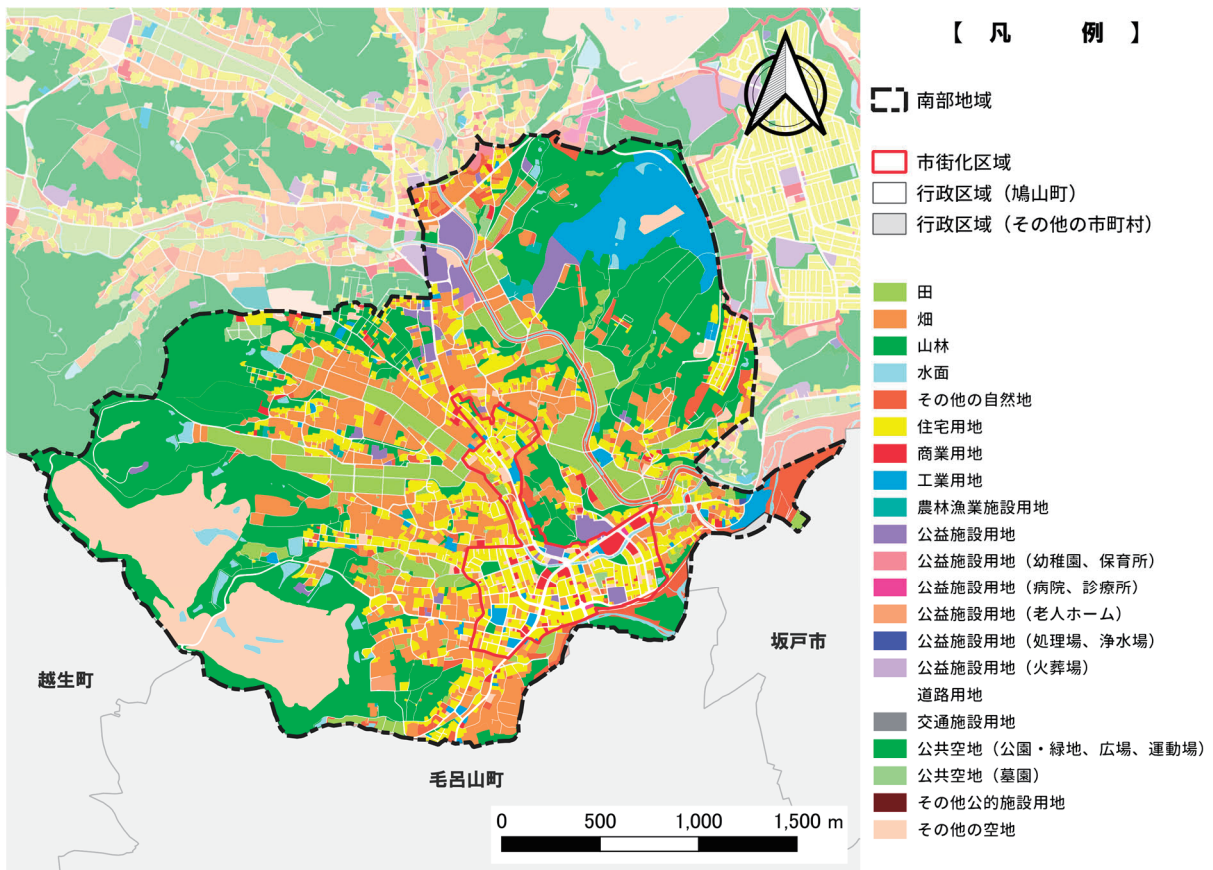 【 凡 例 】
南部地域
市街化区域
行政区域（鳩山町）
行政区域（その他の市町村）
田
畑
山林
水面
その他の自然地
住宅用地
商業用地
工業用地
農林漁業施設用地
公益施設用地
公益施設用地（幼稚園、保育所）
公益施設用地（病院、診療所）
公益施設用地（老人ホーム）
公益施設用地（処理場、浄水場）
公益施設用地（火葬場）
道路用地
交通施設用地
公共空地（公園・緑地、広場、運動場）
公共空地（墓園）
その他公的施設用地
その他の空地
坂戸市
越生町
毛呂山町
0 500 1,000 1,500 m